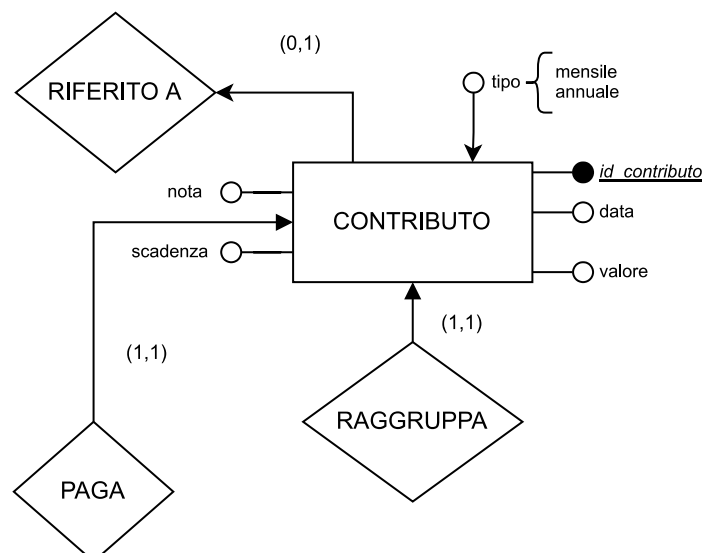 (0,1)
RIFERITO A
tipo
mensile
annuale
id_contributo
nota
CONTRIBUTO
data
scadenza
valore
(1,1)
(1,1)
RAGGRUPPA
PAGA